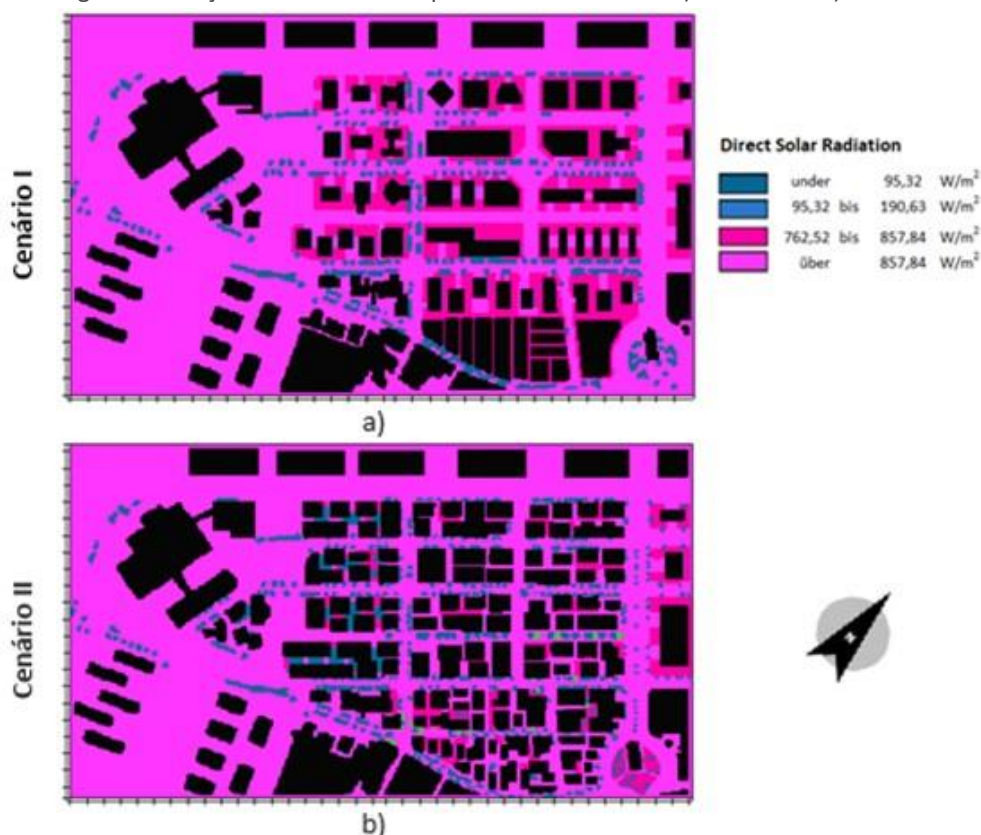 Cenário I
Direct Solar Radiation
under 95,32 W/m²
95,32 bis 190,63 W/m²
762,52 bis 857,84 W/m²
über 857,84 W/m²
a)
Cenário II
N
b)